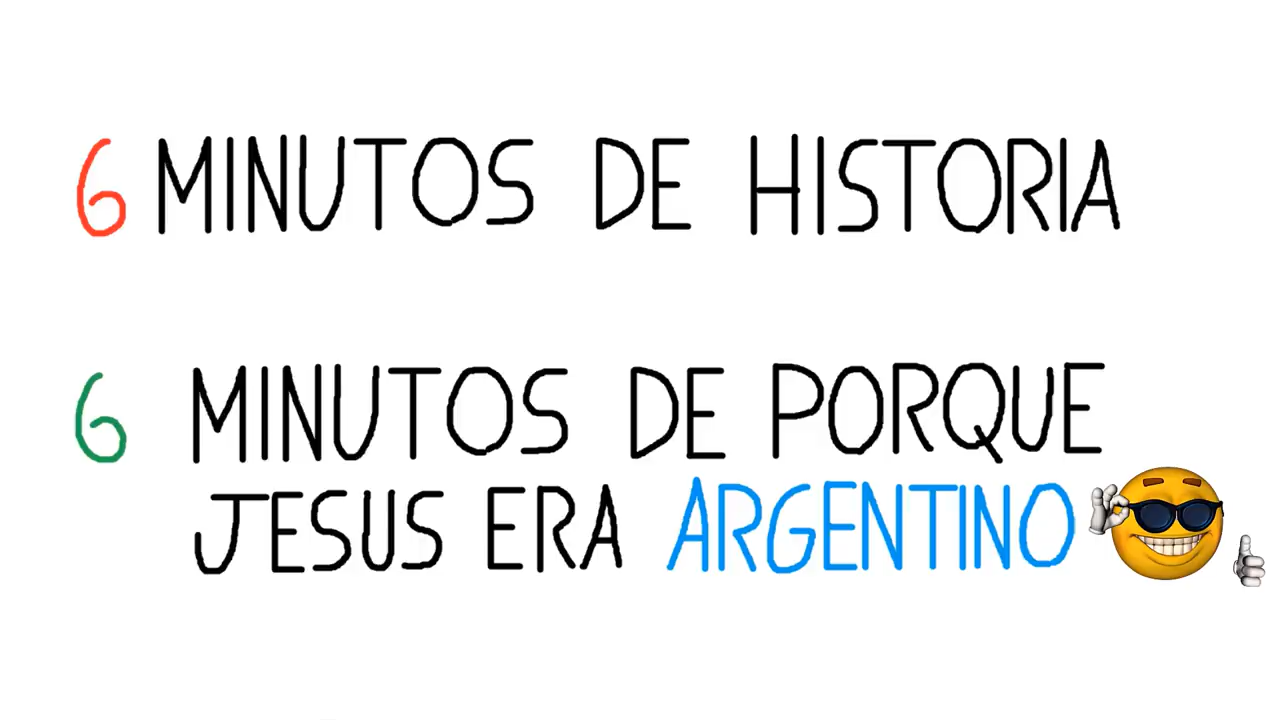 6 MINUTOS DE HISTORIA
6 MINUTOS DE PORQUE
JESUS ERA ARGENTINO